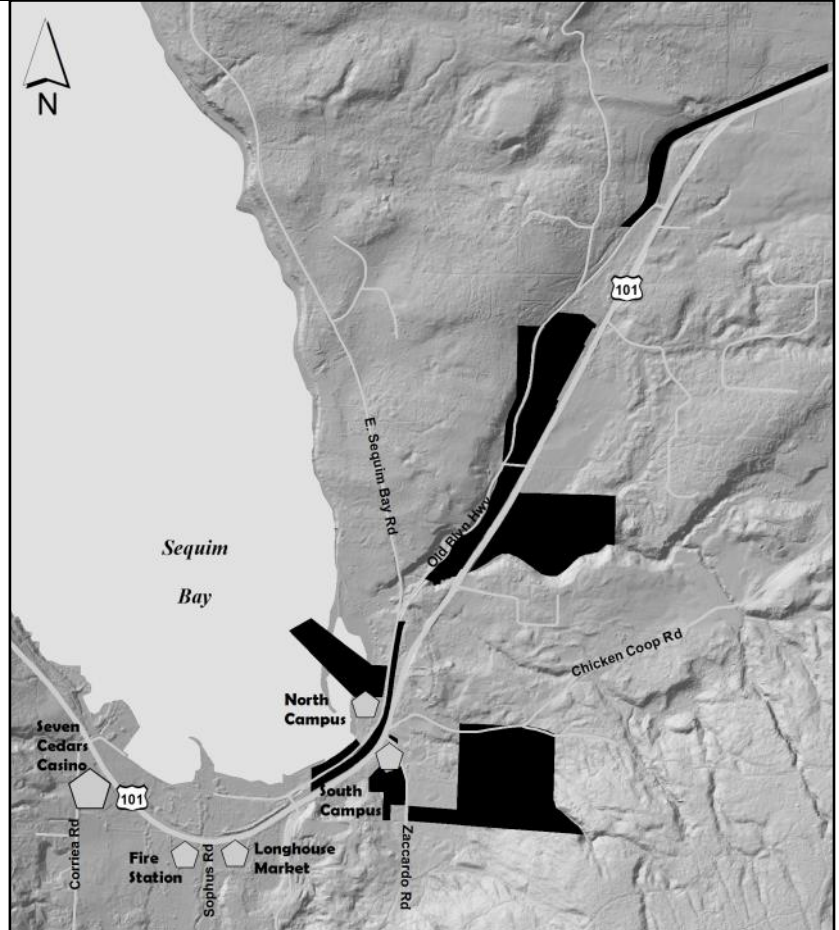 N
101
E. Sequim Bay Rd
Old Blyn Hwy
Sequim
Bay
Chicken Coop Rd
North
Campus
Seven
Cedars
Casino
101
South
Campus
Corriea Rd
Fire
Station
Sophus Rd
Longhouse
Market
Zaccardo Rd